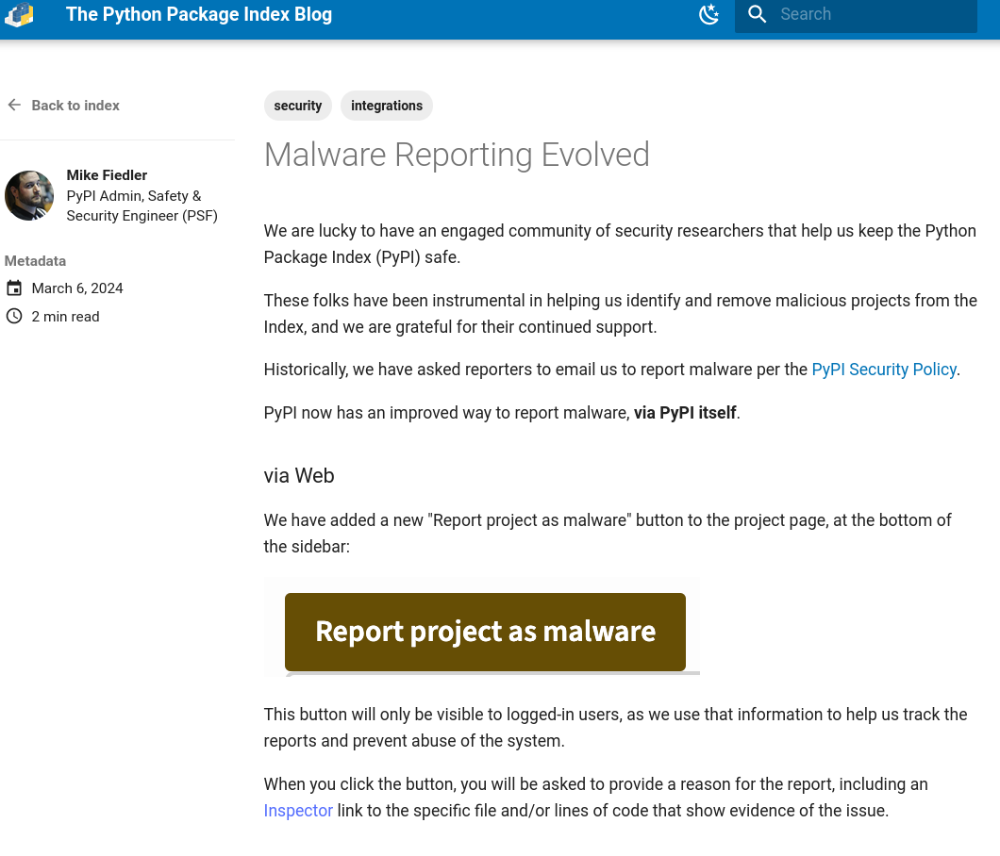 The Python Package Index Blog
Search
Back to index
Mike Fiedler
PyPI Admin, Safety &
Security Engineer (PSF)
Metadata
March 6, 2024
2 min read
security integrations
Malware Reporting Evolved
We are lucky to have an engaged community of security researchers that help us keep the Python
Package Index (PyPI) safe.
These folks have been instrumental in helping us identify and remove malicious projects from the
Index, and we are grateful for their continued support.
Historically, we have asked reporters to email us to report malware per the PyPI Security Policy.
PyPI now has an improved way to report malware, via PyPI itself.
via Web
We have added a new "Report project as malware" button to the project page, at the bottom of
the sidebar:
Report project as malware
This button will only be visible to logged-in users, as we use that information to help us track the
reports and prevent abuse of the system.
When you click the button, you will be asked to provide a reason for the report, including an
Inspector link to the specific file and/or lines of code that show evidence of the issue.